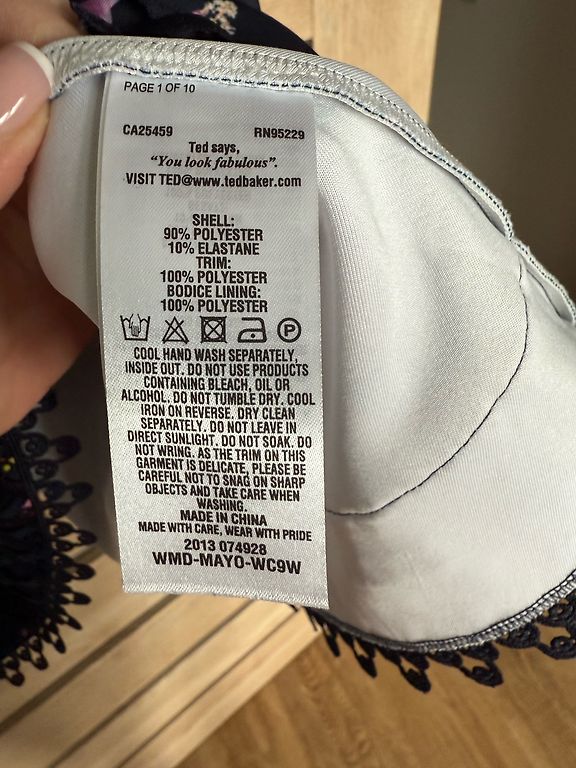 PAGE 1 OF 10
CA25459 RN95229
Ted says,
“You look fabulous”.
VISIT TED@www.tedbaker.com
SHELL:
90% POLYESTER
10% ELASTANE
TRIM:
100% POLYESTER
BODICE LINING:
100% POLYESTER
P
COOL HAND WASH SEPARATELY,
INSIDE OUT. DO NOT USE PRODUCTS
CONTAINING BLEACH, OIL OR
ALCOHOL, DO NOT TUMBLE DRY. COOL
IRON ON REVERSE. DRY CLEAN
SEPARATELY. DO NOT LEAVE IN
DIRECT SUNLIGHT. DO NOT SOAK. DO
NOT WRING. AS THE TRIM ON THIS
GARMENT IS DELICATE, PLEASE BE
CAREFUL NOT TO SNAG ON SHARP
OBJECTS AND TAKE CARE WHEN
WASHING.
MADE IN CHINA
MADE WITH CARE, WEAR WITH PRIDE
2013 074928
WMD-MAYO-WC9W